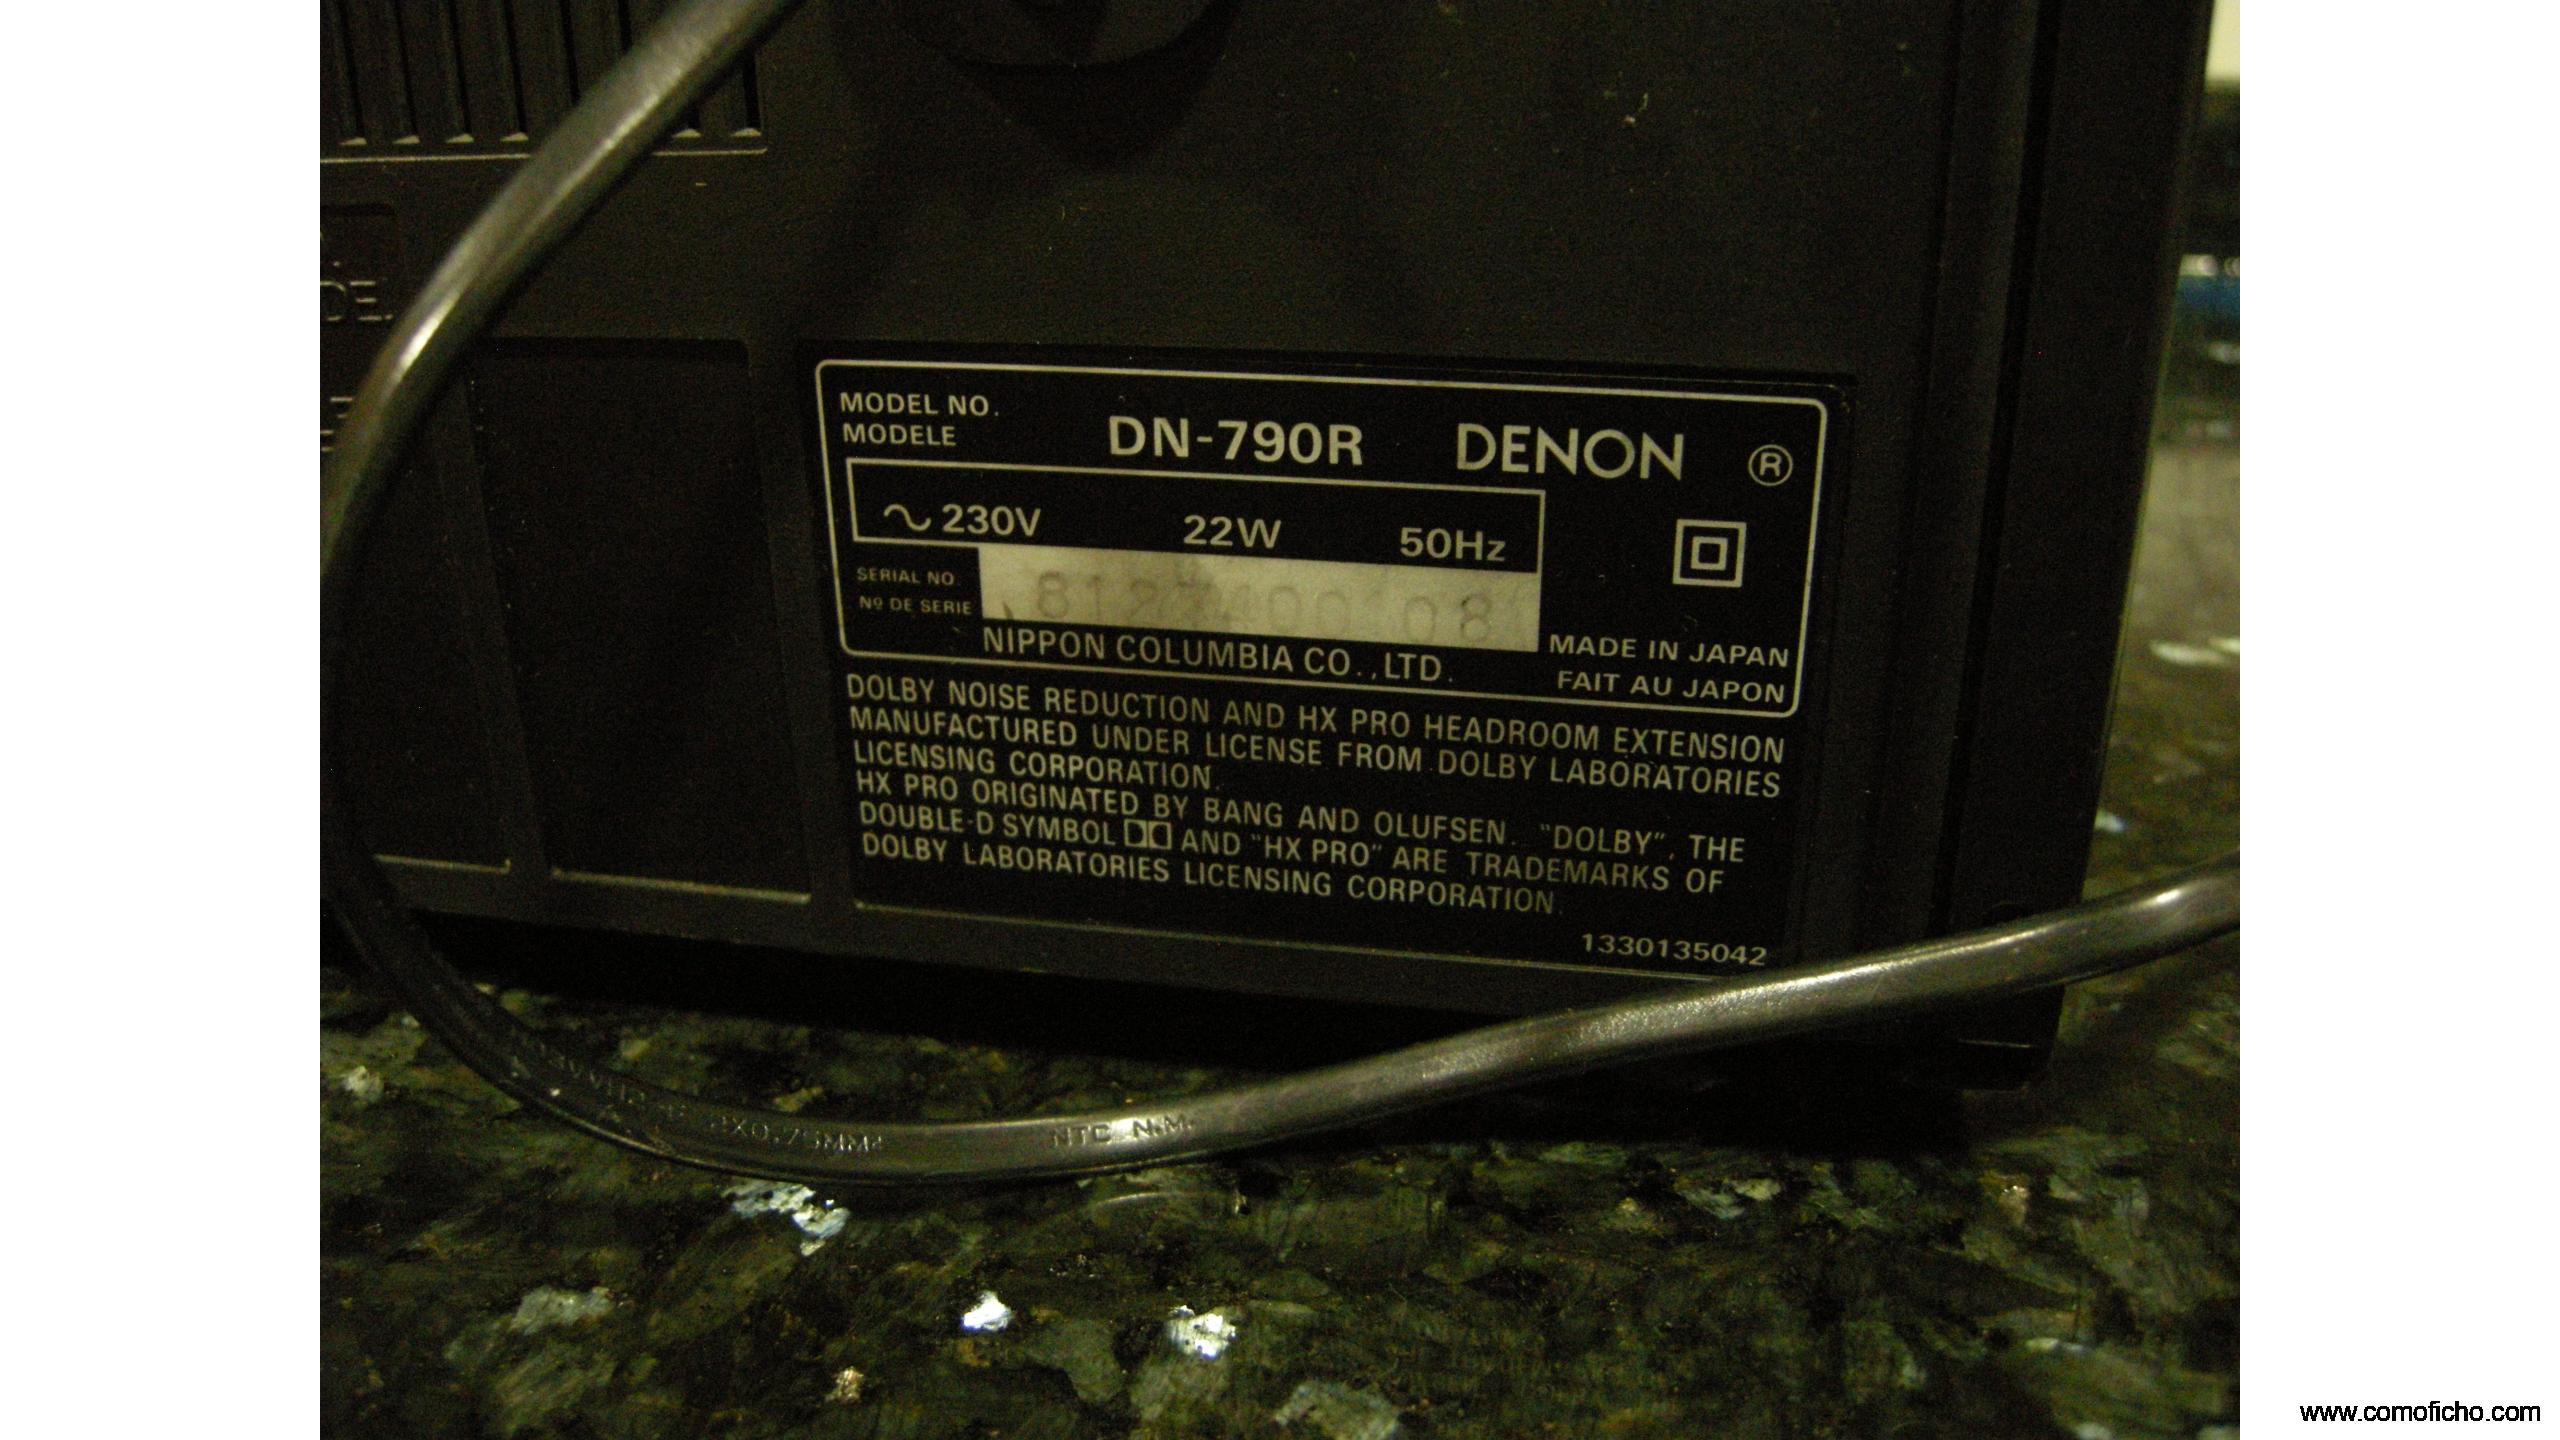 DE.
MODEL NO.
MODELE
DN-790R DENON ®
~ 230V 22W 50Hz
SERIAL NO.
Nº DE SERIE
NIPPON COLUMBIA CO.,LTD.
MADE IN JAPAN
FAIT AU JAPON
DOLBY NOISE REDUCTION AND HX PRO HEADROOM EXTENSION
MANUFACTURED UNDER LICENSE FROM DOLBY LABORATORIES
LICENSING CORPORATION.
HX PRO ORIGINATED BY BANG AND OLUFSEN. "DOLBY", THE
DOUBLE-D SYMBOL AND "HX PRO" ARE TRADEMARKS OF
DOLBY LABORATORIES LICENSING CORPORATION.
1330135042
NTC N.M.
www.comoficho.com